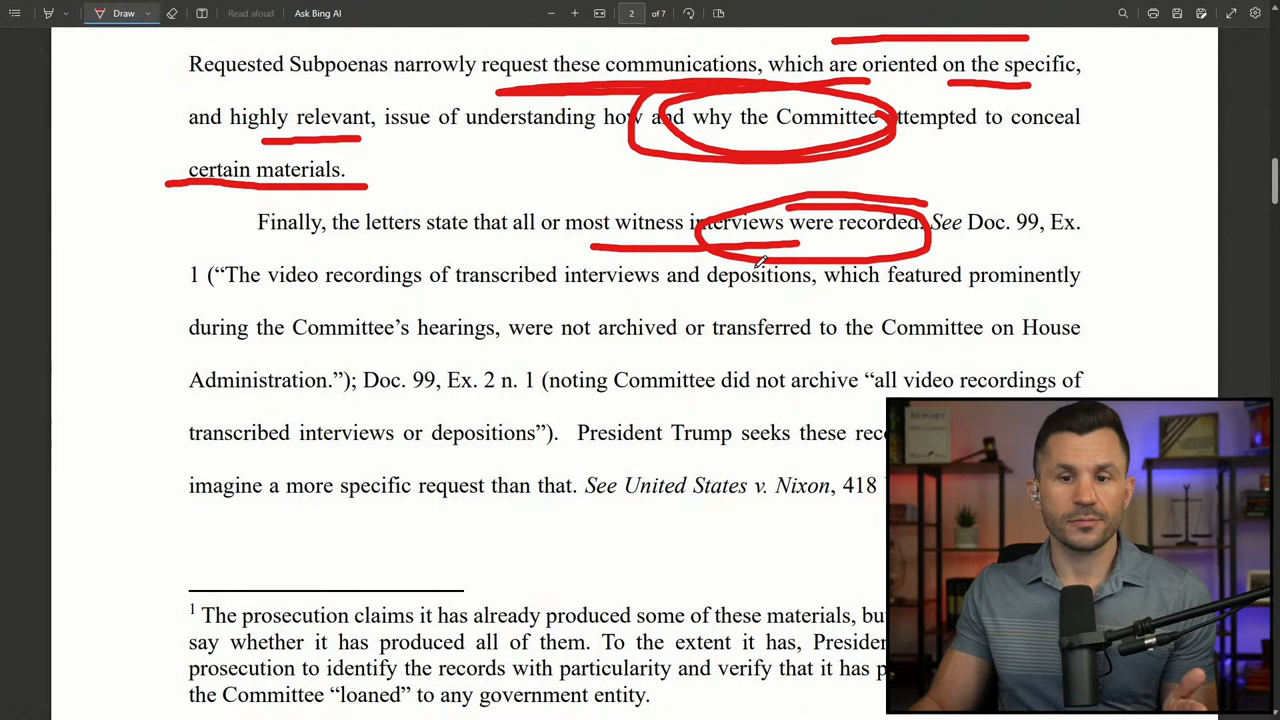 Draw
Read aloud
Ask Bing AI
2 of 7
Requested Subpoenas narrowly request these communications, which are oriented on the specific,
and highly relevant, issue of understanding how and why the Committee attempted to conceal
certain materials.
Finally, the letters state that all or most witness interviews were recorded. See Doc. 99, Ex.
1 (“The video recordings of transcribed interviews and depositions, which featured prominently
during the Committee’s hearings, were not archived or transferred to the Committee on House
Administration.”); Doc. 99, Ex. 2 n. 1 (noting Committee did not archive “all video recordings of
transcribed interviews or depositions”). President Trump seeks these
imagine a more specific request than that. See United States v. Nixon, 418
1 The prosecution claims it has already produced some of these materials,
say whether it has produced all of them. To the extent it has,
prosecution to identify the records with particularity and verify that it has
the Committee “loaned” to any government entity.
REPORT